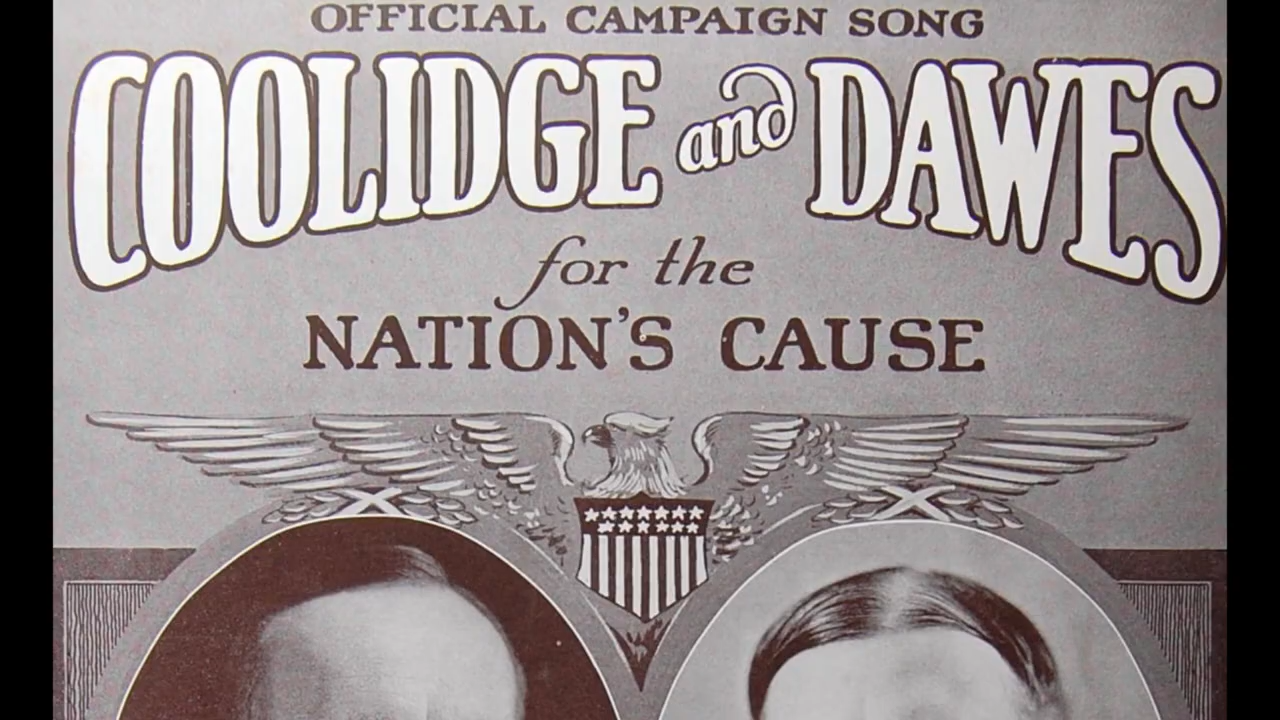 OFFICIAL CAMPAIGN SONG
COOLIDGE and DAWES
for the
NATION'S CAUSE